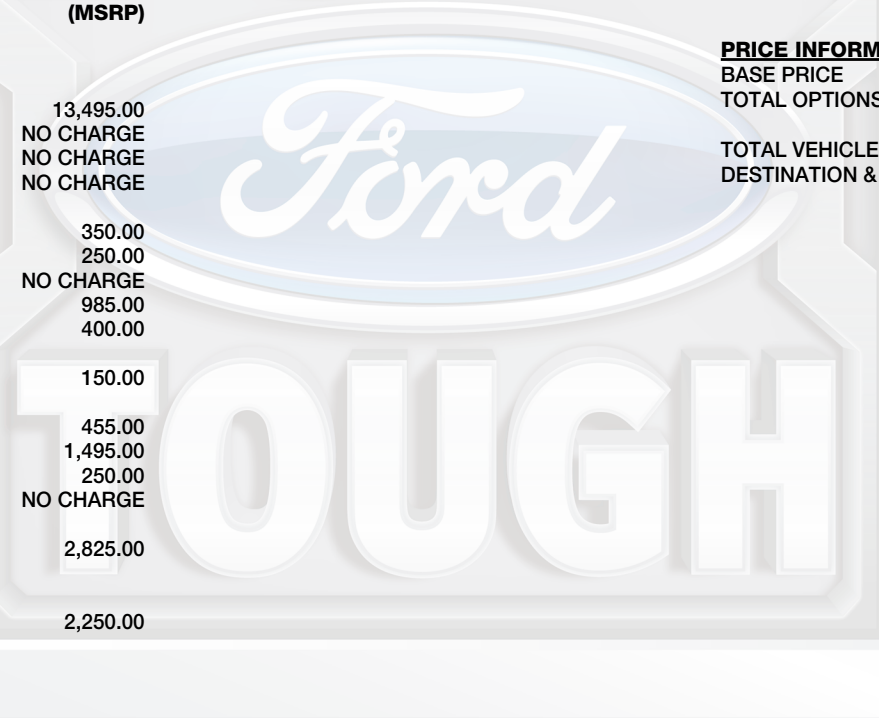 (MSRP)
13,495.00
NO CHARGE
NO CHARGE
NO CHARGE
350.00
250.00
NO CHARGE
985.00
400.00
150.00
455.00
1,495.00
250.00
NO CHARGE
2,825.00
2,250.00
PRICE INFORM
BASE PRICE
TOTAL OPTIONS
TOTAL VEHICLE
DESTINATION &
Ford
TOUGH